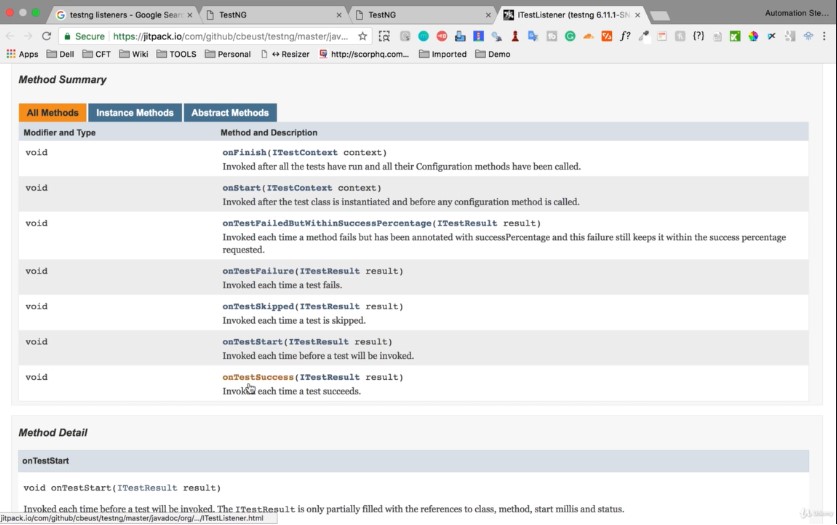 testng listeners - Google Sear
TestNG
TestNG
ITestListener (testng 6.11.1-SN
Automation Ste...
Secure
https://jitpack.io/com/github/cbeust/testng/master/jav...
Apps
Dell
CFT
Wiki
TOOLS
Personal
<-> Resizer
http://scorphq.com...
Imported
Demo
Method Summary
All Methods
Instance Methods
Abstract Methods
Modifier and Type
Method and Description
void
onFinish(ITestContext context)
Invoked after all the tests have run and all their Configuration methods have been called.
void
onStart(ITestContext context)
Invoked after the test class is instantiated and before any configuration method is called.
void
onTestFailedButWithinSuccessPercentage(ITestResult result)
Invoked each time a method fails but has been annotated with successPercentage and this failure still keeps it within the success percentage
requested.
void
onTestFailure(ITestResult result)
Invoked each time a test fails.
void
onTestSkipped(ITestResult result)
Invoked each time a test is skipped.
void
onTestStart(ITestResult result)
Invoked each time before a test will be invoked.
void
onTestSuccess(ITestResult result)
Invoked each time a test succeeds.
Method Detail
onTestStart
void onTestStart(ITestResult result)
Invoked each time before a test will be invoked. The ITestResult is only partially filled with the references to class, method, start millis and status.
jitpack.io/com/github/cbeust/testng/master/javadoc/org/.../ITestListener.html